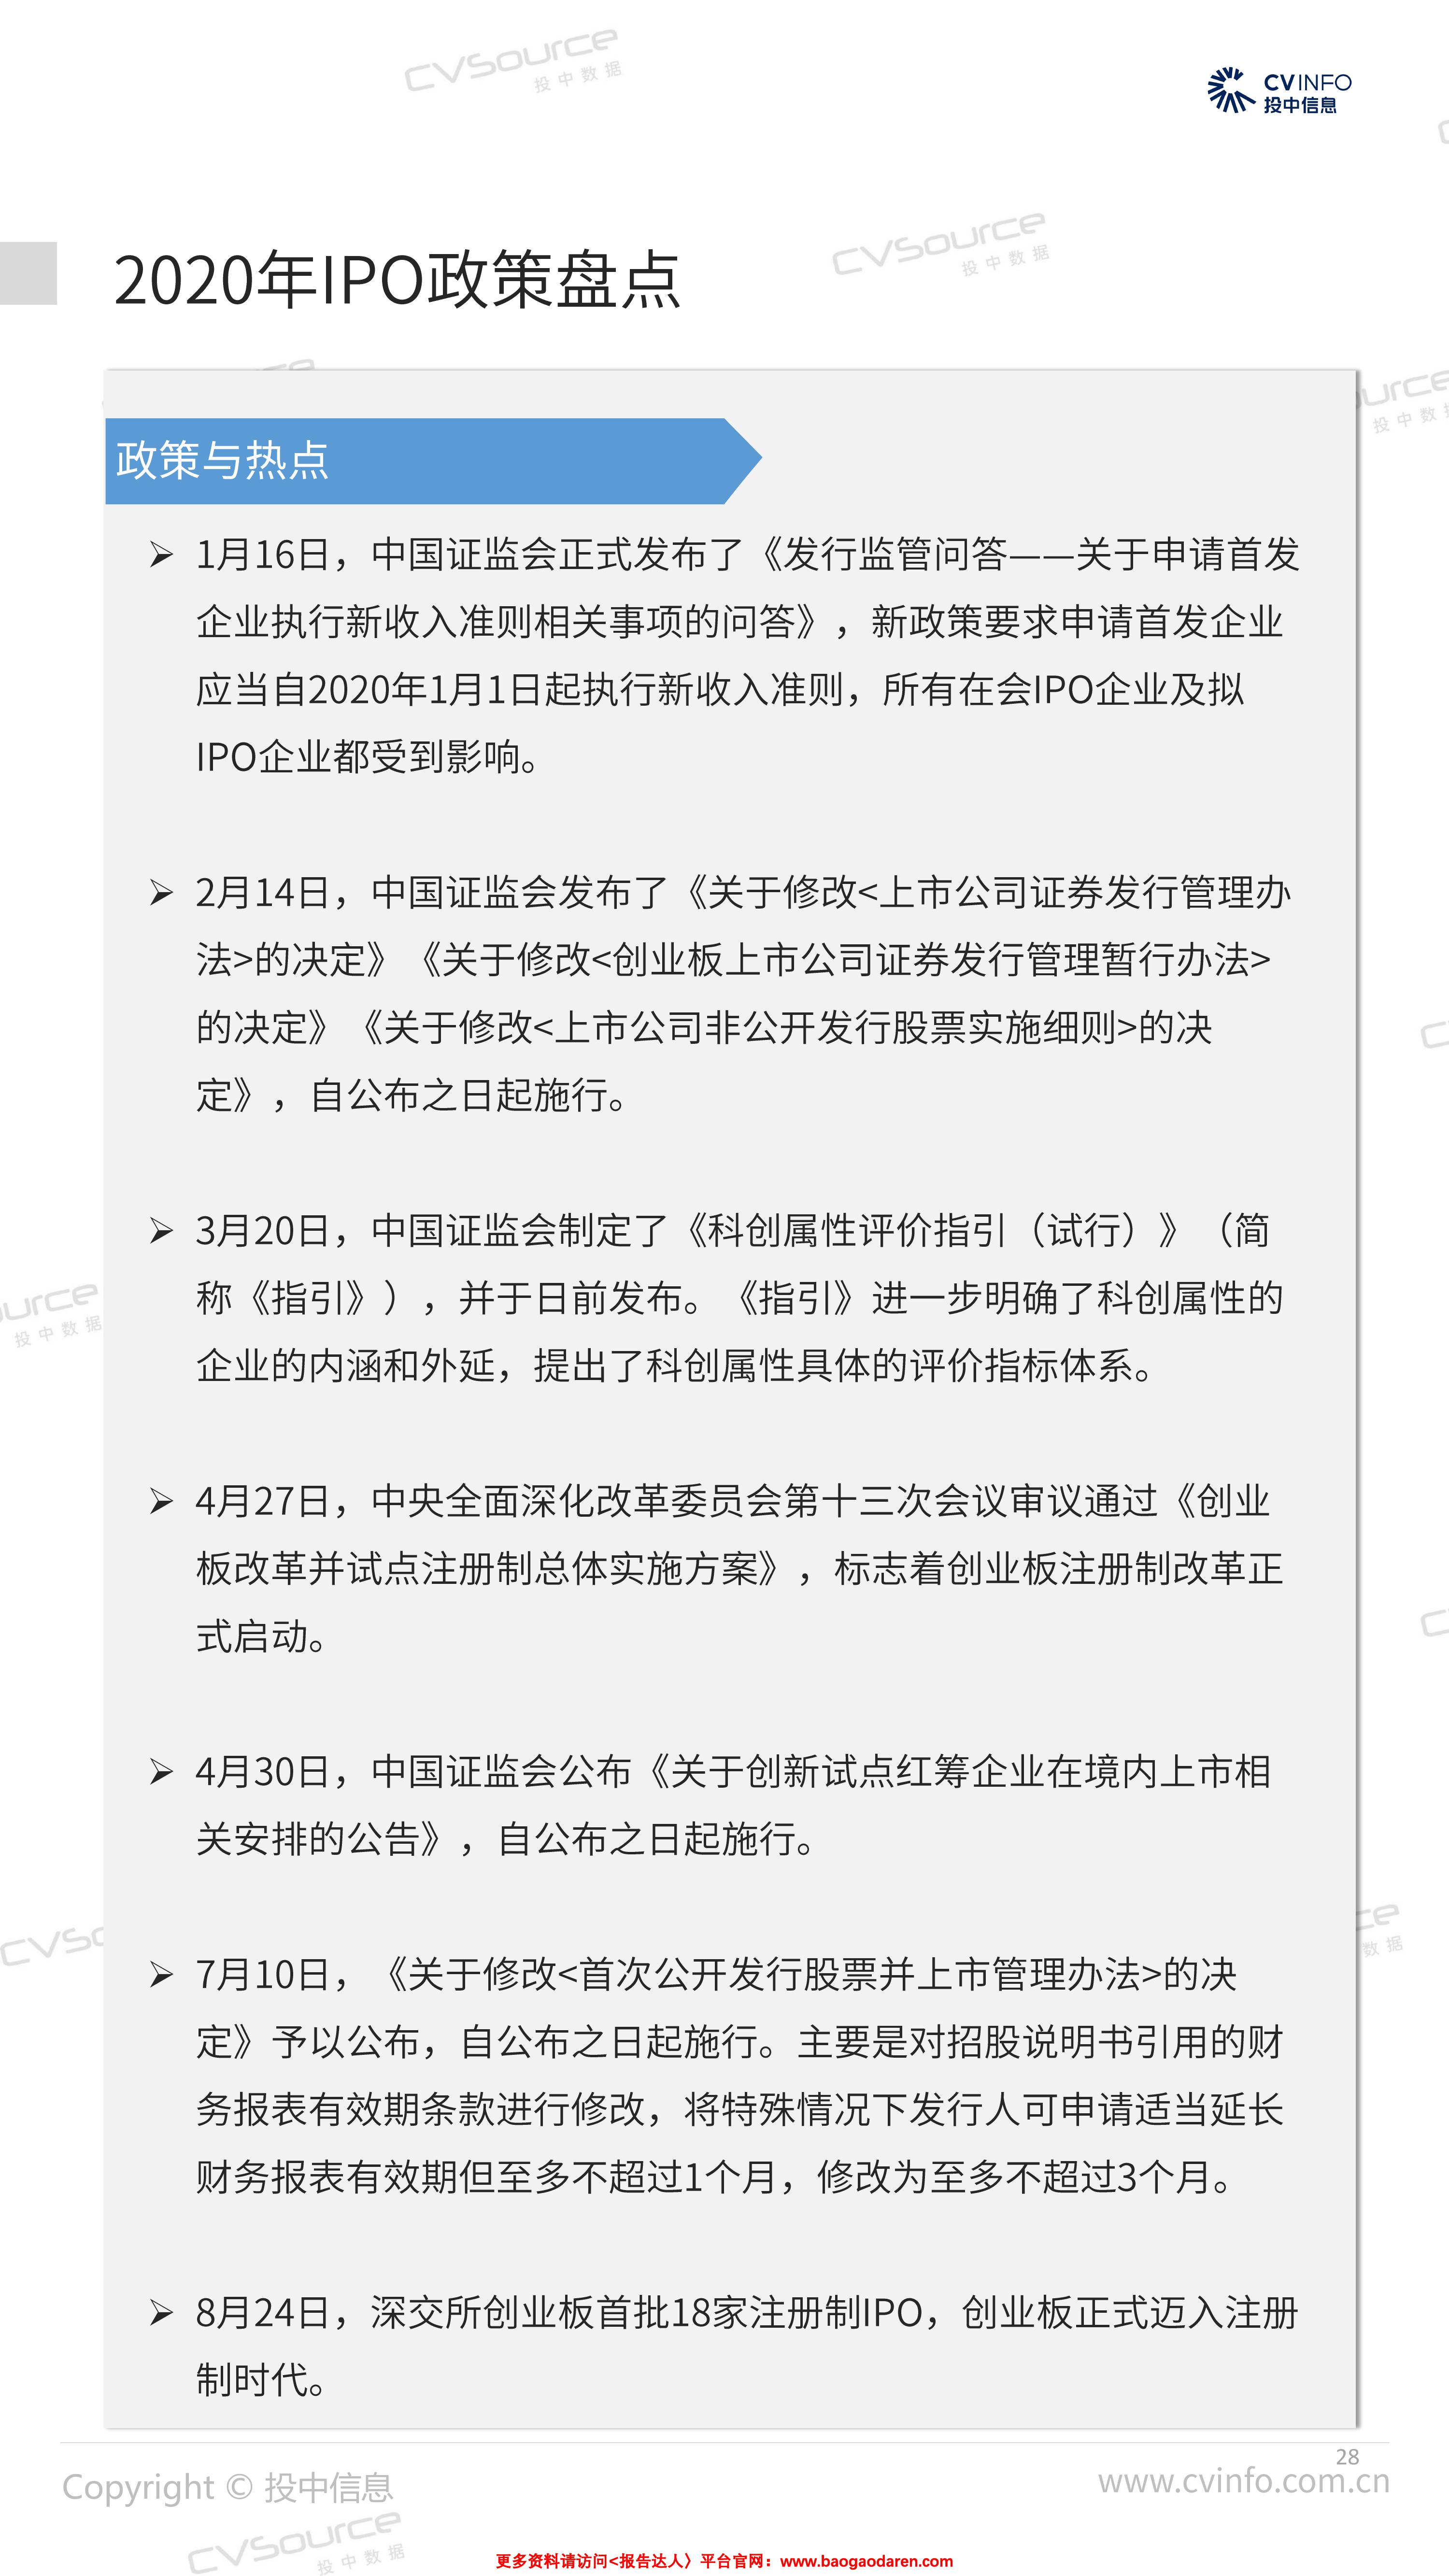 CVSource
投中数据
CVINFO
投中信息
CVSource
投中数据
2020年IPO政策盘点
urce
投中数据
政策与热点
➢ 1月16日，中国证监会正式发布了《发行监管问答——关于申请首发
企业执行新收入准则相关事项的问答》，新政策要求申请首发企业
应当自2020年1月1日起执行新收入准则，所有在会IPO企业及拟
IPO企业都受到影响。
➢ 2月14日，中国证监会发布了《关于修改<上市公司证券发行管理办
法>的决定》《关于修改<创业板上市公司证券发行管理暂行办法>
的决定》《关于修改<上市公司非公开发行股票实施细则>的决
定》，自公布之日起施行。
➢ 3月20日，中国证监会制定了《科创属性评价指引（试行）》（简
称《指引》），并于日前发布。《指引》进一步明确了科创属性的
企业的内涵和外延，提出了科创属性具体的评价指标体系。
urce
投中数据
➢ 4月27日，中央全面深化改革委员会第十三次会议审议通过《创业
板改革并试点注册制总体实施方案》，标志着创业板注册制改革正
式启动。
➢ 4月30日，中国证监会公布《关于创新试点红筹企业在境内上市相
关安排的公告》，自公布之日起施行。
CVSo
ce
数据
➢ 7月10日，《关于修改<首次公开发行股票并上市管理办法>的决
定》予以公布，自公布之日起施行。主要是对招股说明书引用的财
务报表有效期条款进行修改，将特殊情况下发行人可申请适当延长
财务报表有效期但至多不超过1个月，修改为至多不超过3个月。
➢ 8月24日，深交所创业板首批18家注册制IPO，创业板正式迈入注册
制时代。
28
Copyright © 投中信息
www.cvinfo.com.cn
CVSource
投中数据
更多资料请访问<报告达人〉平台官网：www.baogaodaren.com